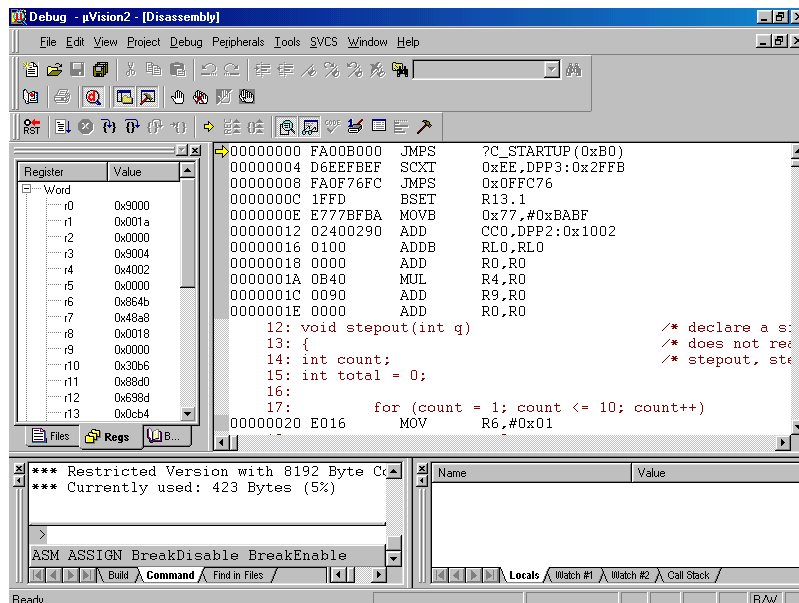 Debug - µVision2 - [Disassembly]
File Edit View Project Debug Peripherals Tools SVCS Window Help
RST
Register Value
Word
r0 0x9000
r1 0x001a
r2 0x0000
r3 0x9004
r4 0x4002
r5 0x0000
r6 0x864b
r7 0x48a8
r8 0x0018
r9 0x0000
r10 0x30b6
r11 0x88d0
r12 0x698d
r13 0x0cb4
Files Regs B...
00000000 FA00B000 JMPS ?C_STARTUP(0xB0)
00000004 D6EEFBEF SCXT 0xEE,DPP3:0x2FFB
00000008 FA0F76FC JMPS 0x0FFC76
0000000C 1FFD BSET R13.1
0000000E E777BFBA MOVB 0x77,#0xBABF
00000012 02400290 ADD CC0,DPP2:0x1002
00000016 0100 ADDB RL0,RL0
00000018 0000 ADD R0,R0
0000001A 0B40 MUL R4,R0
0000001C 0090 ADD R9,R0
0000001E 0000 ADD R0,R0
12: void stepout(int q) /* declare a si
13: { /* does not rea
14: int count; /* stepout, ste
15: int total = 0;
16:
17: for (count = 1; count <= 10; count++)
00000020 E016 MOV R6,#0x01
*** Restricted Version with 8192 Byte Co
*** Currently used: 423 Bytes (5%)
>
ASM ASSIGN BreakDisable BreakEnable
Build Command Find in Files
Name Value
Locals Watch #1 Watch #2 Call Stack
Ready R/W